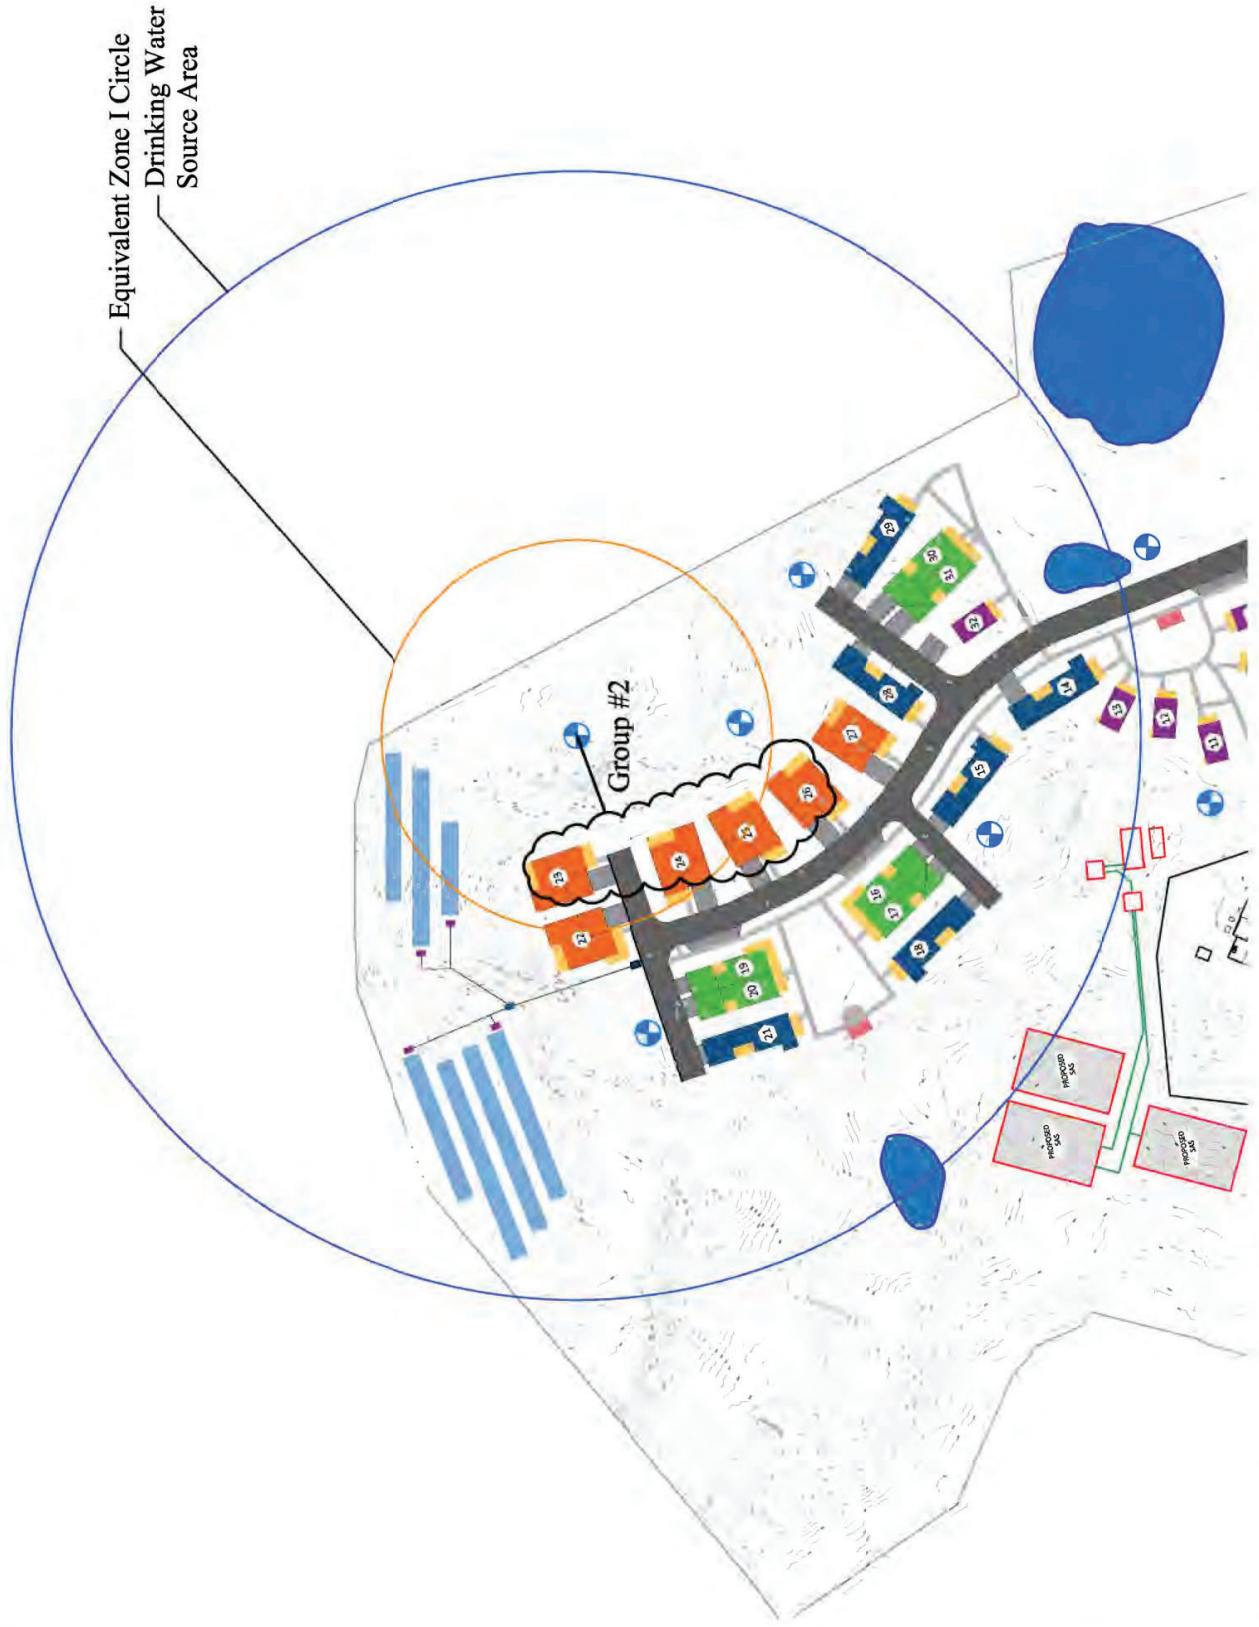 Equivalent Zone I Circle
Drinking Water
Source Area
Group #2
29
30
31
32
28
27
26
25
24
23
22
14
13
12
11
15
16
17
18
19
20
21
PROPOSED
SAS
PROPOSED
SAS
PROPOSED
SAS